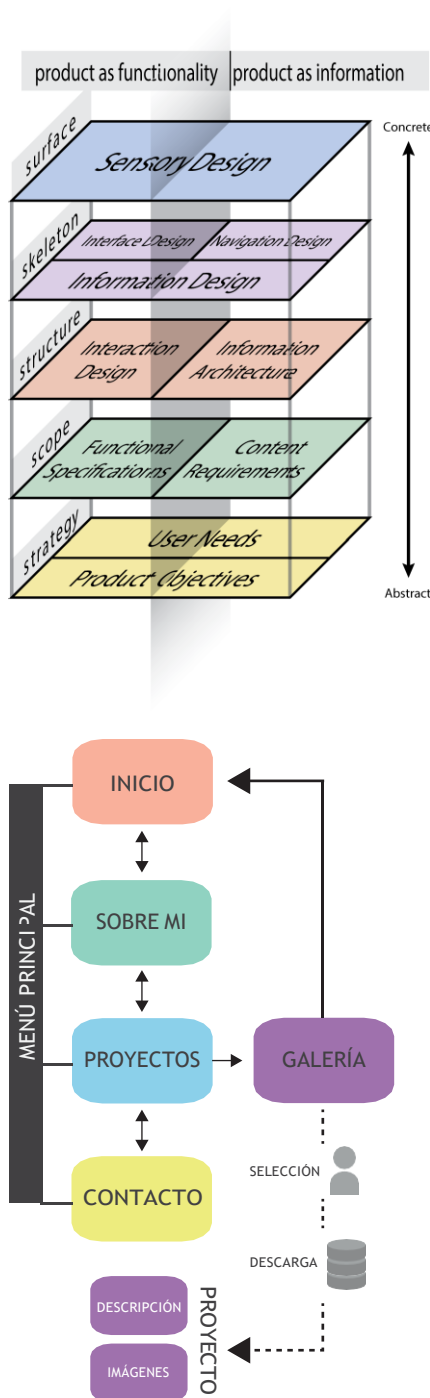 product as functionality
product as information
Concrete
surface
Sensory Design
skeleton
Interface Design
Navigation Design
Information Design
structure
Interaction
Design
Information
Architecture
scope
Functional
Specifications
Content
Requirements
strategy
User Needs
Product Objectives
Abstract
MENÚ PRINCIPAL
INICIO
SOBRE MI
PROYECTOS
GALERÍA
SELECCIÓN
CONTACTO
DESCARGA
PROYECTO
DESCRIPCIÓN
IMÁGENES